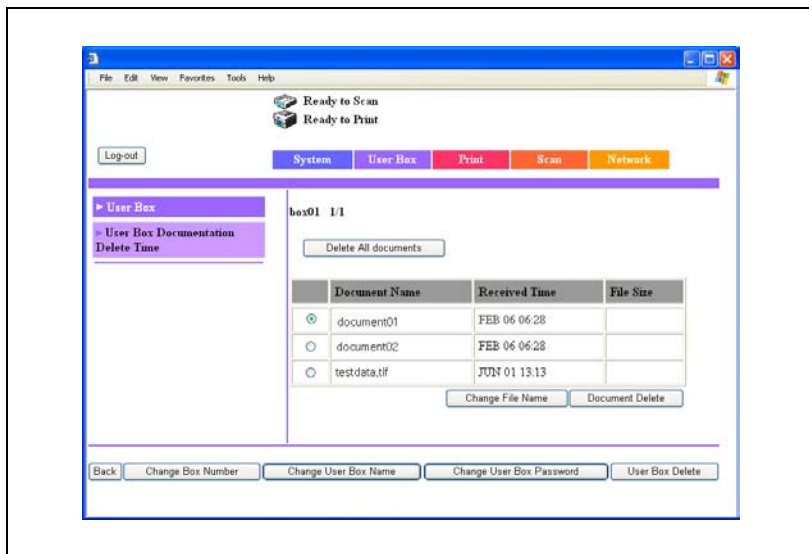 File Edit View Favorites Tools Help
Ready to Scan
Ready to Print
Log-out
System User Box Print Scan Network
► User Box
► User Box Documentation
Delete Time
box01 1/1
Delete All documents
Document Name Received Time File Size
document01 FEB 06 06:28
document02 FEB 06 06:28
testdata.tif JUN 01 13:13
Change File Name Document Delete
Back Change Box Number Change User Box Name Change User Box Password User Box Delete